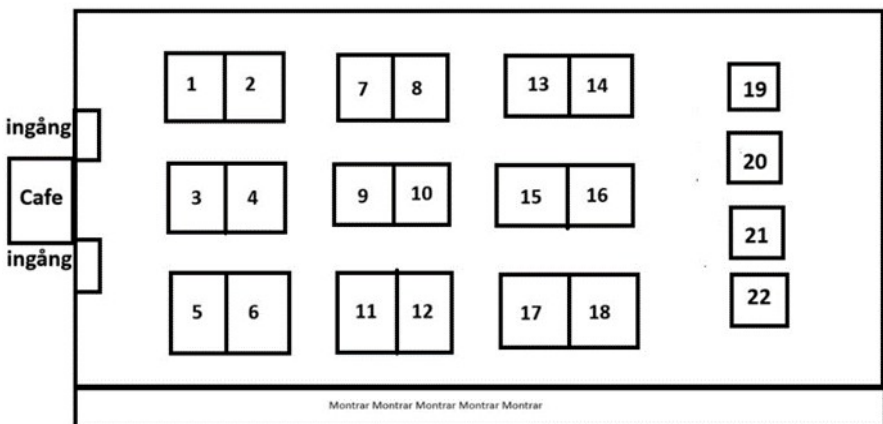 1 2 7 8 13 14 19
ingång
20
Cafe 3 4 9 10 15 16
21
ingång
5 6 11 12 17 18 22
Montrar Montrar Montrar Montrar Montrar